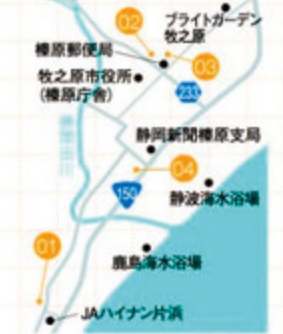 ブライトガーデン
牧之原
02
榛原郵便局
03
牧之原市役所
(榛原庁舎)
233
静岡新聞榛原支局
04
150
静波海水浴場
01
鹿島海水浴場
JAハイナン片浜